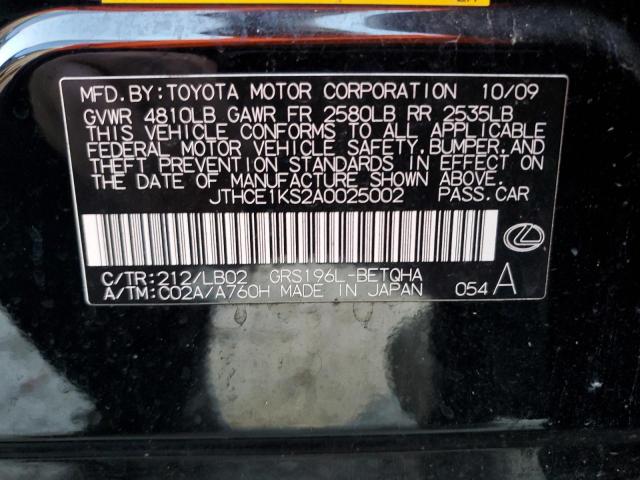 MFD. BY: TOYOTA MOTOR CORPORATION 10/09
GVWR 4810LB GAWR FR 2580LB RR 2535LB
THIS VEHICLE CONFORMS TO ALL APPLICABLE
FEDERAL MOTOR VEHICLE SAFETY, BUMPER, AND
THEFT PREVENTION STANDARDS IN EFFECT ON
THE DATE OF MANUFACTURE SHOWN ABOVE.
JTHCE1KS2A0025002 PASS. CAR
C/TR: 212/LB02 GRS196L-BETQHA
A/TM: C02A/A760H MADE IN JAPAN 054 A